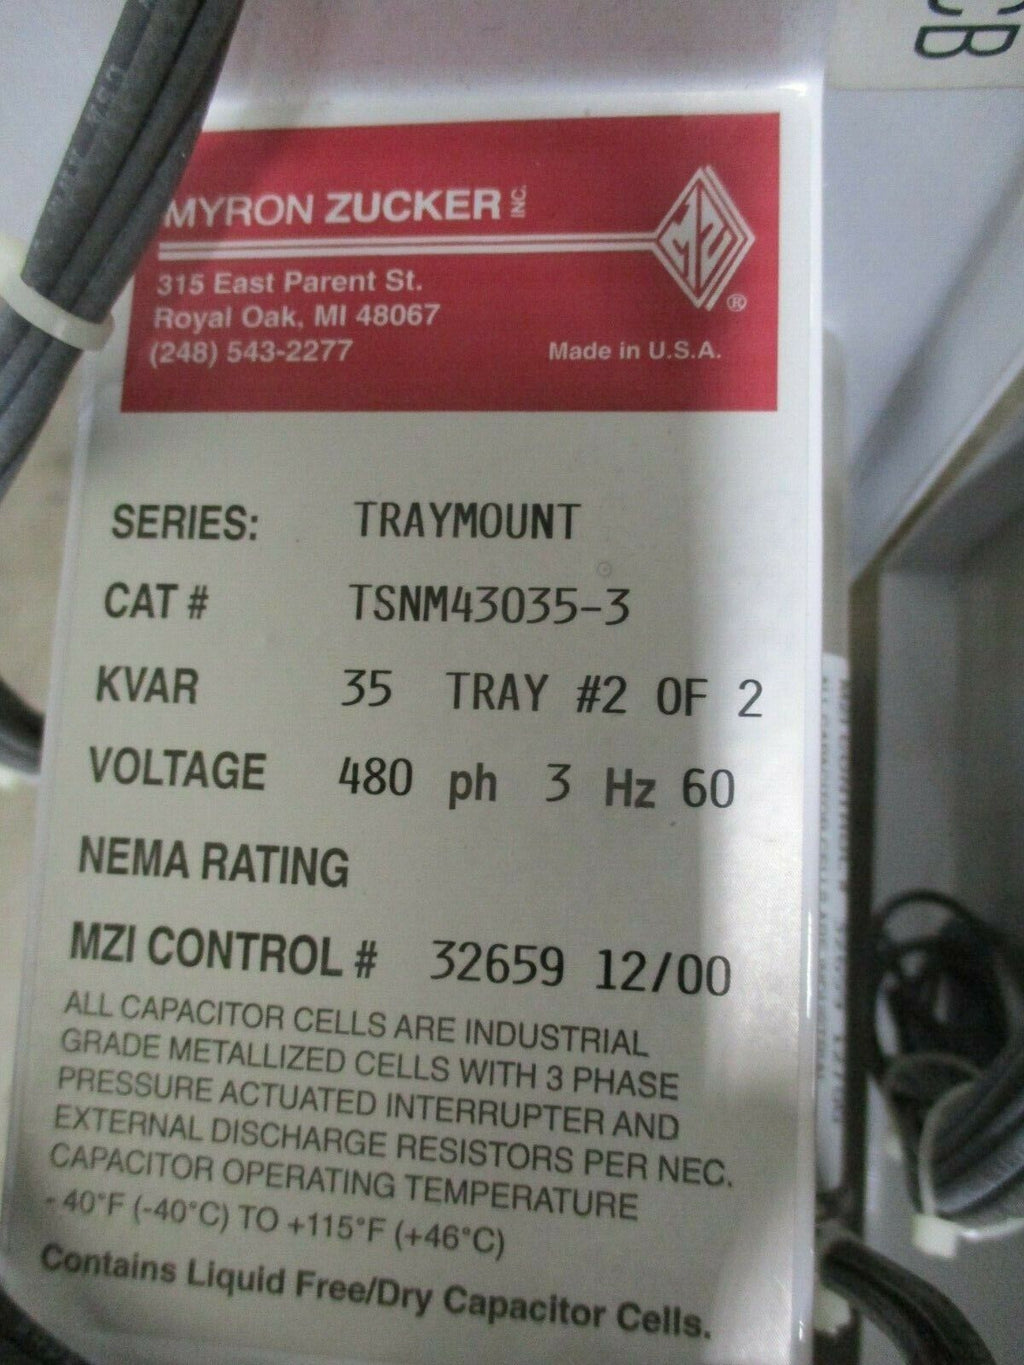 CB
MYRON ZUCKER INC.
MZ ®
315 East Parent St.
Royal Oak, MI 48067
(248) 543-2277
Made in U.S.A.
SERIES: TRAYMOUNT
CAT # TSNM43035-3
KVAR 35 TRAY #2 OF 2
VOLTAGE 480 ph 3 Hz 60
NEMA RATING
MZI CONTROL # 32659 12/00
ALL CAPACITOR CELLS ARE INDUSTRIAL
GRADE METALLIZED CELLS WITH 3 PHASE
PRESSURE ACTUATED INTERRUPTER AND
EXTERNAL DISCHARGE RESISTORS PER NEC.
CAPACITOR OPERATING TEMPERATURE
- 40°F (-40°C) TO +115°F (+46°C)
Contains Liquid Free/Dry Capacitor Cells.